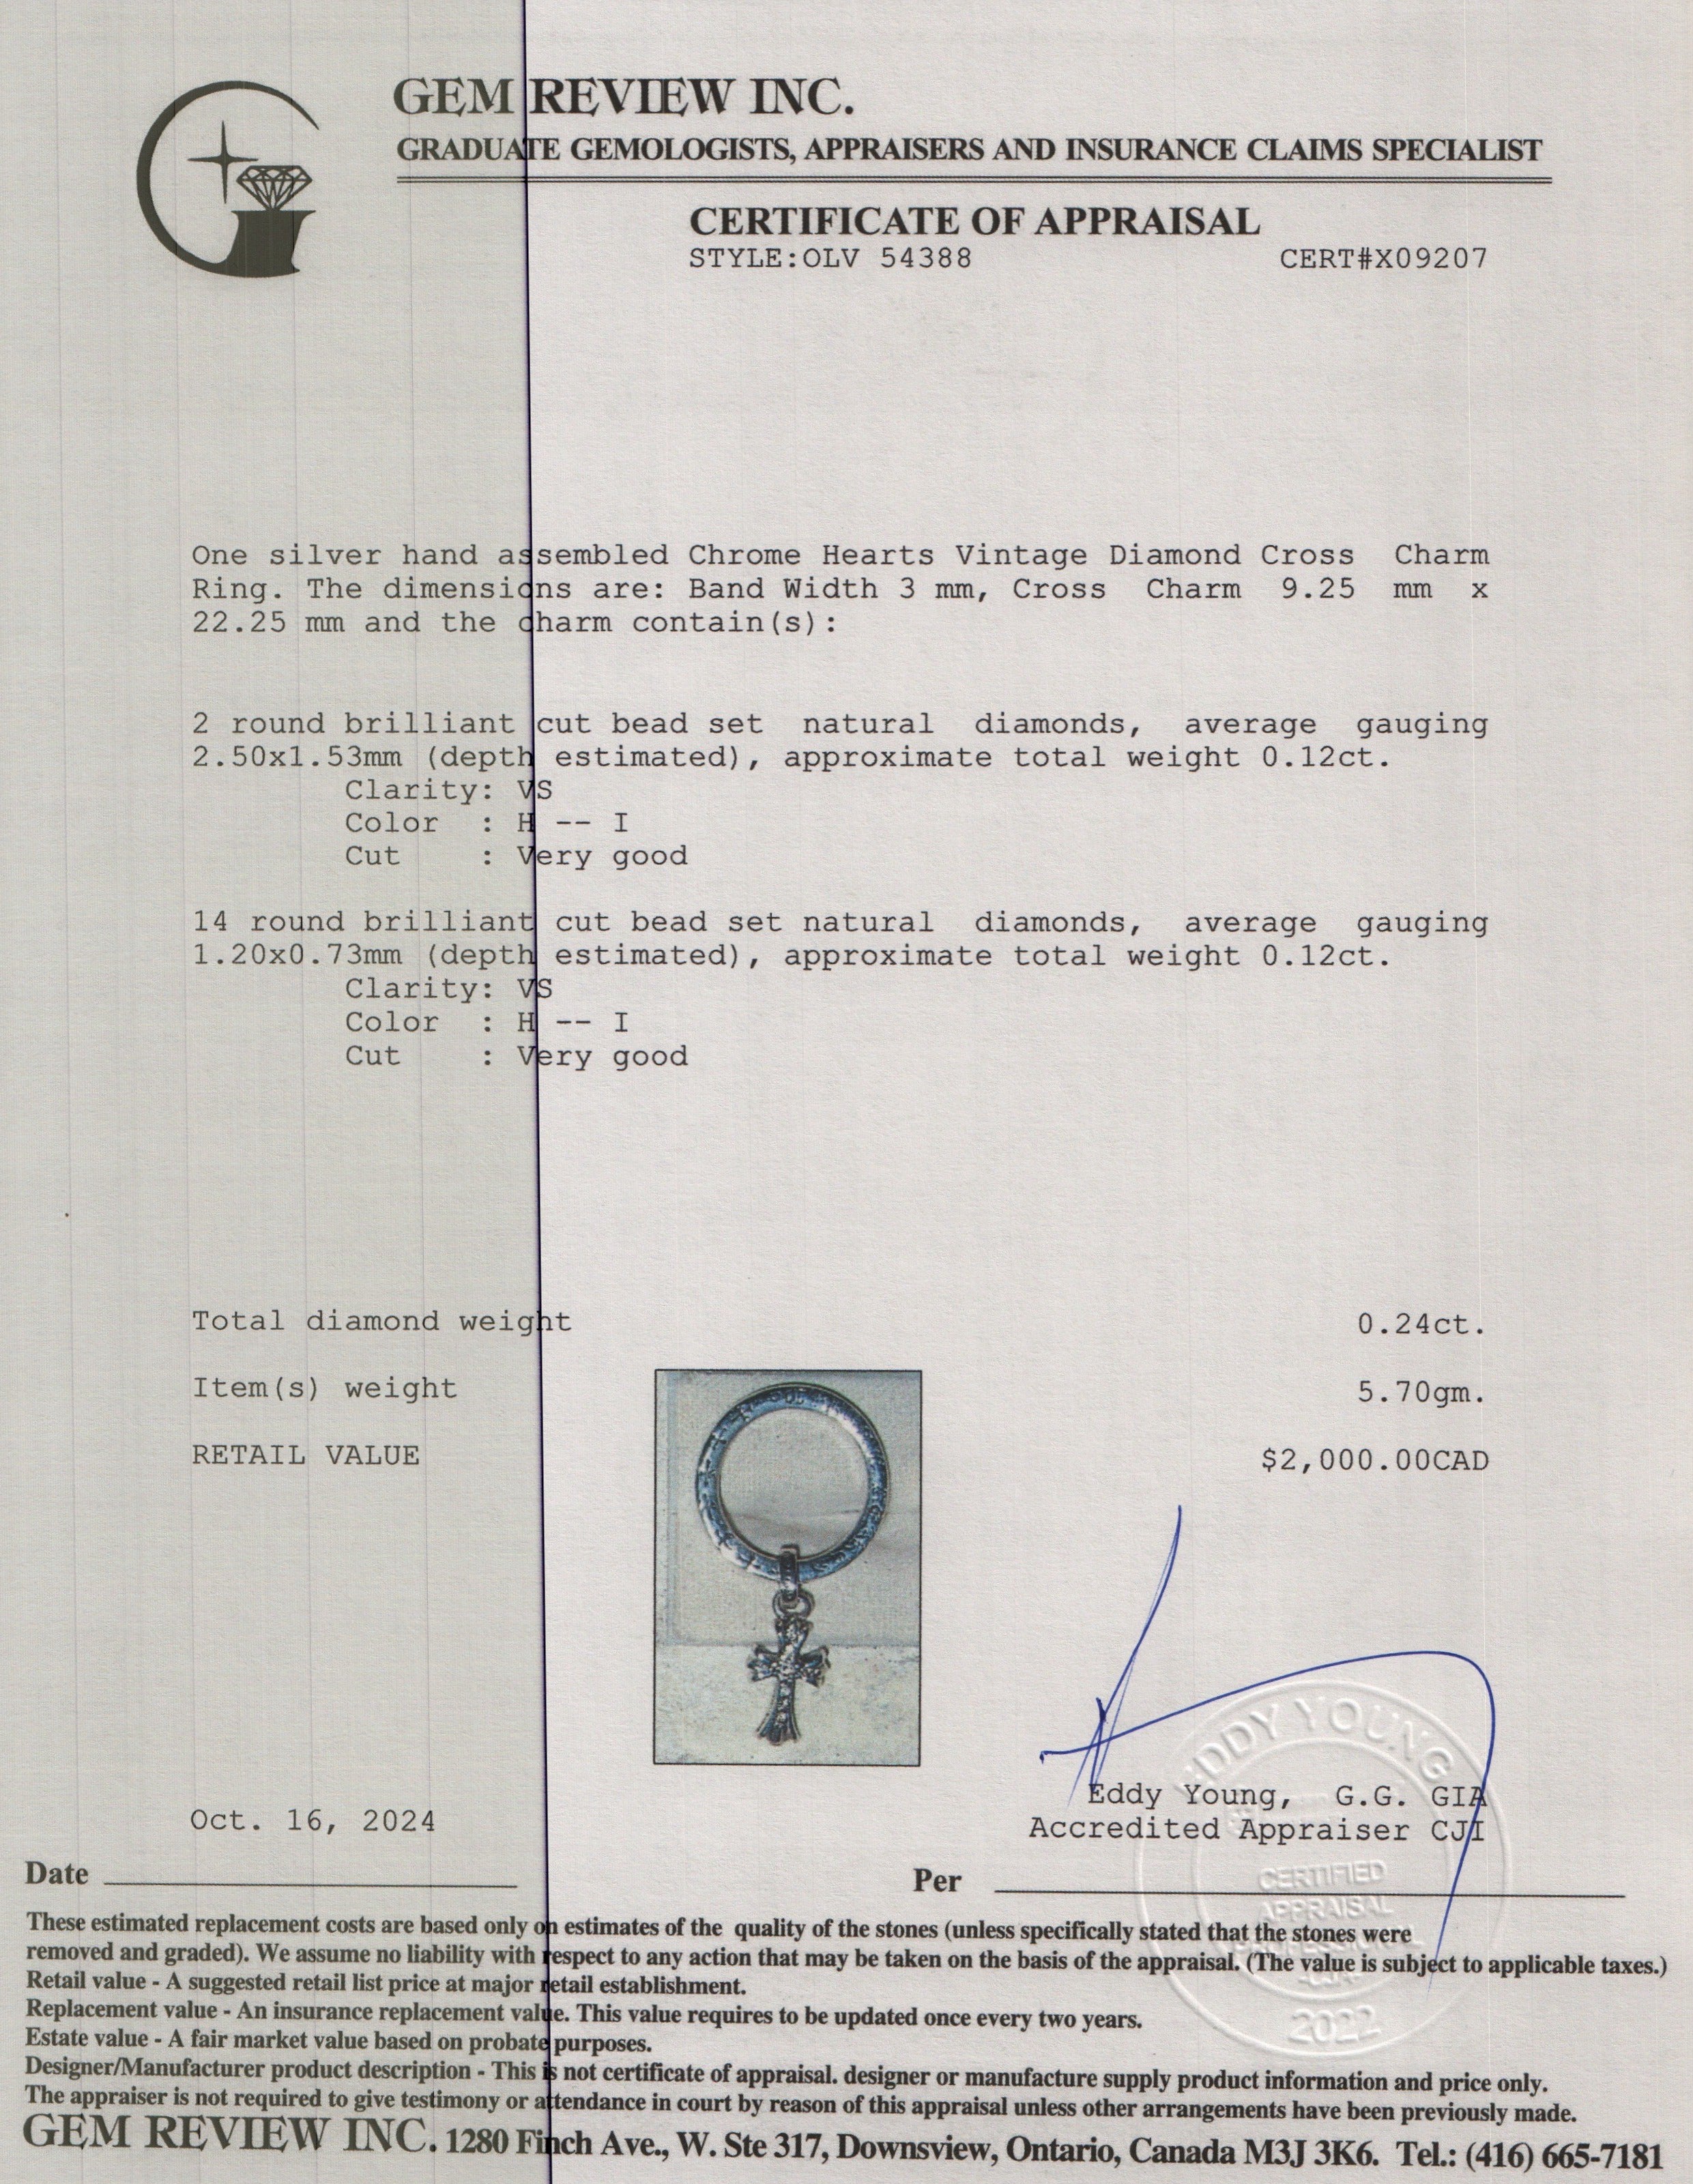 GEM REVIEW INC.
GRADUATE GEMOLOGISTS, APPRAISERS AND INSURANCE CLAIMS SPECIALIST
CERTIFICATE OF APPRAISAL
STYLE:OLV 54388 CERT#X09207
One silver hand assembled Chrome Hearts Vintage Diamond Cross Charm
Ring. The dimensions are: Band Width 3 mm, Cross Charm 9.25 mm x
22.25 mm and the charm contain(s):
2 round brilliant cut bead set natural diamonds, average gauging
2.50x1.53mm (depth estimated), approximate total weight 0.12ct.
Clarity: VS
Color : H -- I
Cut : Very good
14 round brilliant cut bead set natural diamonds, average gauging
1.20x0.73mm (depth estimated), approximate total weight 0.12ct.
Clarity: VS
Color : H -- I
Cut : Very good
Total diamond weight 0.24ct.
Item(s) weight 5.70gm.
RETAIL VALUE $2,000.00CAD
EDDY YOUNG
Eddy Young, G.G. GIA
Oct. 16, 2024 Accredited Appraiser CJI
CERTIFIED
APPRAISAL
2022
Date Per
These estimated replacement costs are based only on estimates of the quality of the stones (unless specifically stated that the stones were
removed and graded). We assume no liability with respect to any action that may be taken on the basis of the appraisal. (The value is subject to applicable taxes.)
Retail value - A suggested retail list price at major retail establishment.
Replacement value - An insurance replacement value. This value requires to be updated once every two years.
Estate value - A fair market value based on probate purposes.
Designer/Manufacturer product description - This is not certificate of appraisal. designer or manufacture supply product information and price only.
The appraiser is not required to give testimony or attendance in court by reason of this appraisal unless other arrangements have been previously made.
GEM REVIEW INC. 1280 Finch Ave., W. Ste 317, Downsview, Ontario, Canada M3J 3K6. Tel.: (416) 665-7181